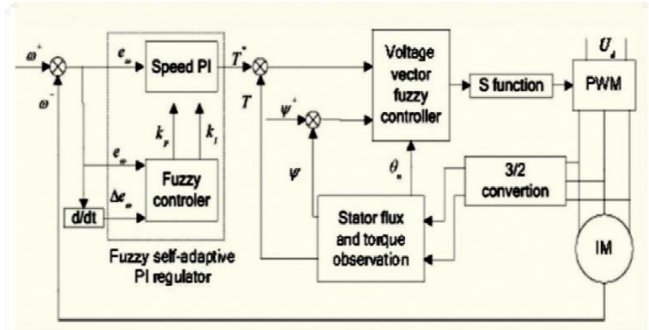 ω*
e_ω
Speed PI
T*
Voltage
vector
fuzzy
controller
S function
U_d
PWM
ω-
T
ψ*
k_p
k_I
e_ω
Fuzzy
controler
ψ
θ_u
3/2
convertion
Δe_ω
d/dt
Stator flux
and torque
observation
IM
Fuzzy self-adaptive
PI regulator